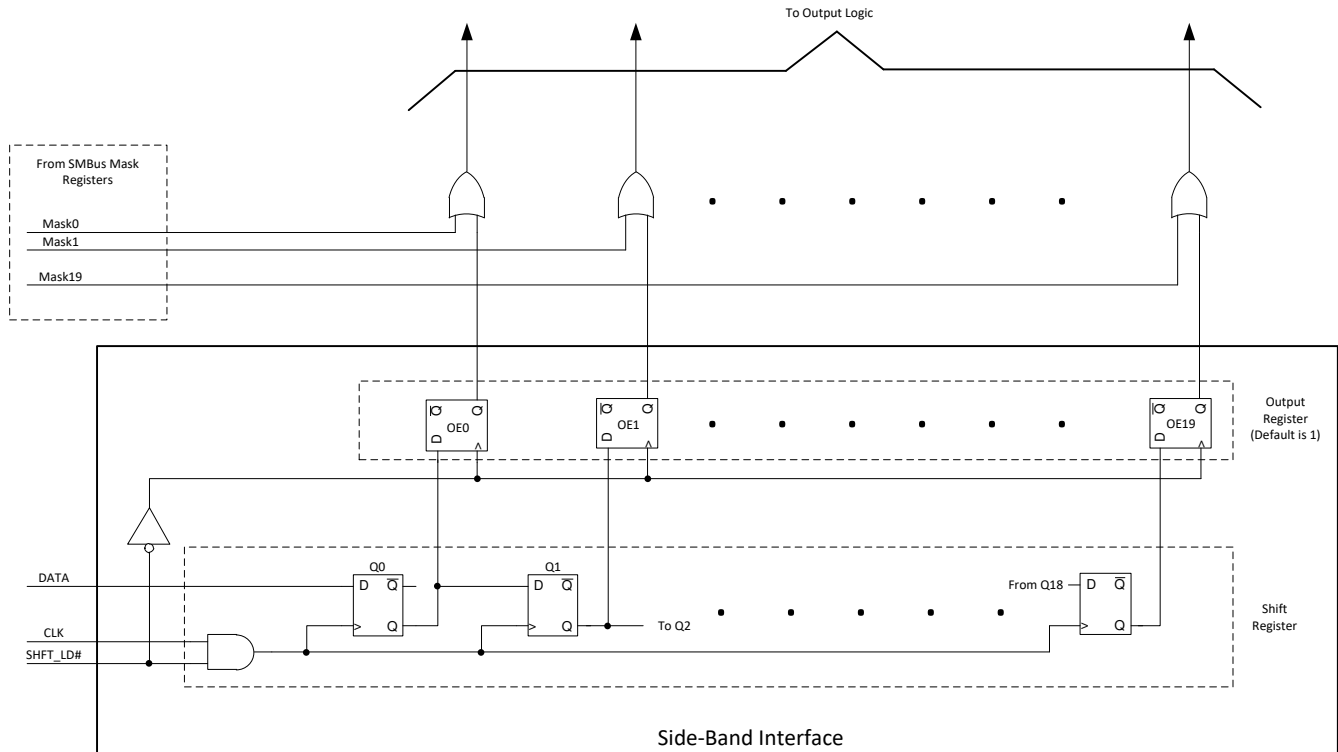 To Output Logic
From SMBus Mask
Registers
Mask0
Mask1
Mask19
Q Q
OE0
D >
Q Q
OE1
D >
Q Q
OE19
D >
Output
Register
(Default is 1)
Q0
D Q
> Q
Q1
D Q
> Q
To Q2
From Q18
D Q
> Q
Shift
Register
DATA
CLK
SHFT_LD#
Side-Band Interface